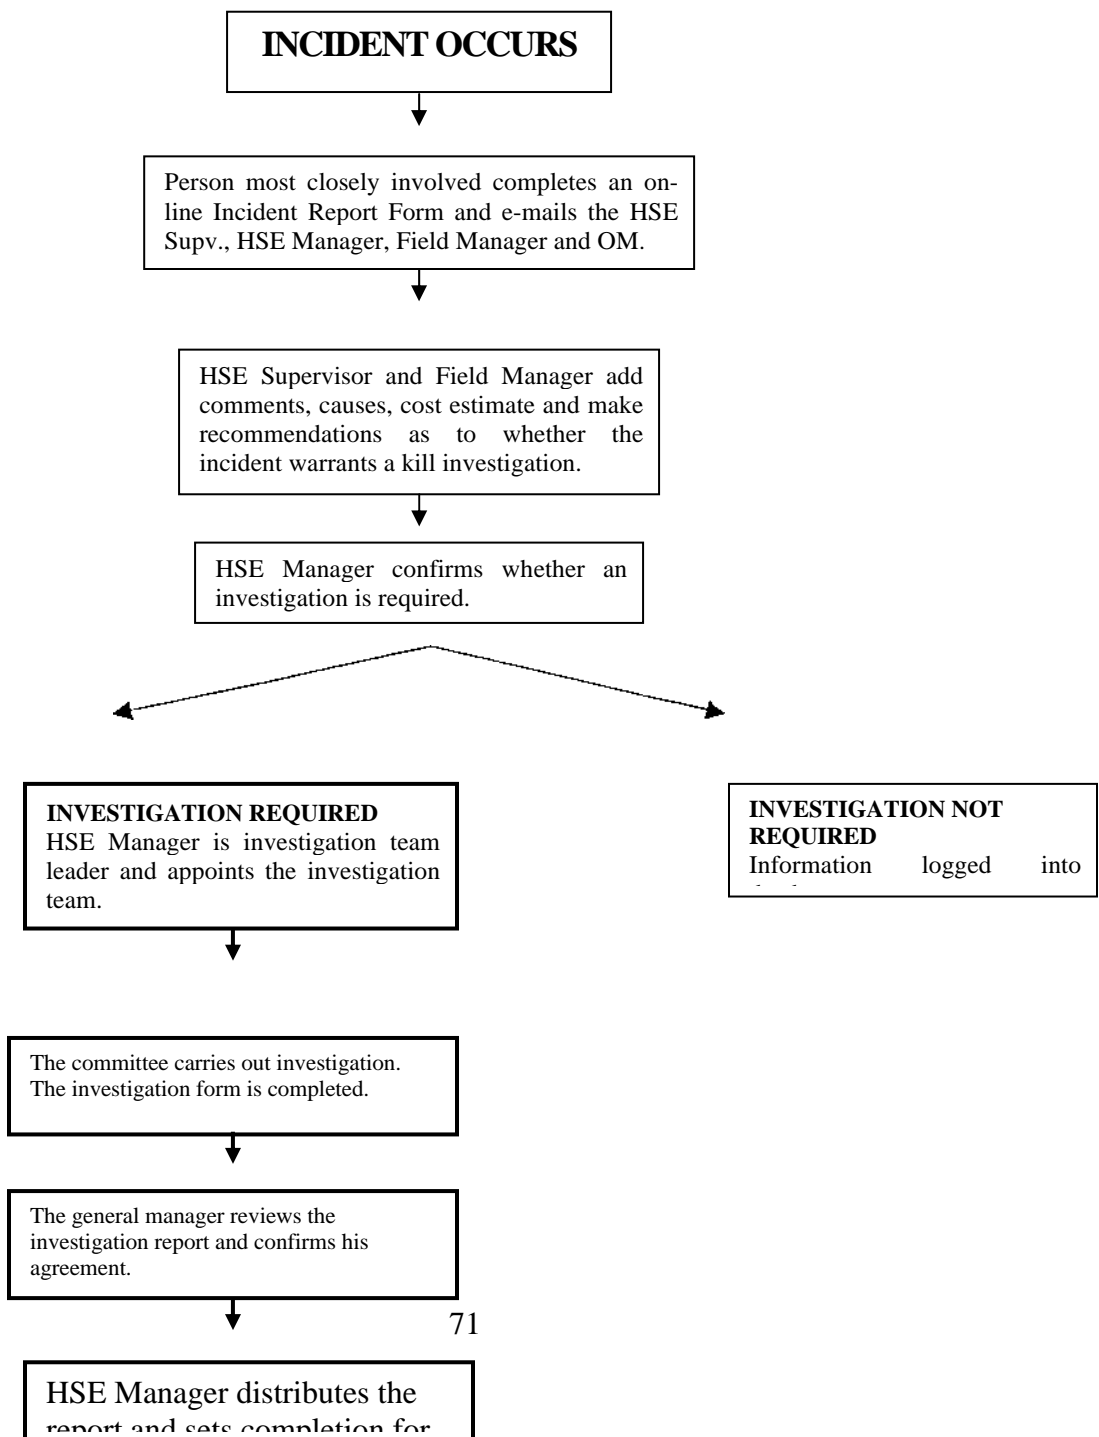 INCIDENT OCCURS
Person most closely involved completes an on-
line Incident Report Form and e-mails the HSE
Supv., HSE Manager, Field Manager and OM.
HSE Supervisor and Field Manager add
comments, causes, cost estimate and make
recommendations as to whether the
incident warrants a kill investigation.
HSE Manager confirms whether an
investigation is required.
INVESTIGATION REQUIRED
HSE Manager is investigation team
leader and appoints the investigation
team.
INVESTIGATION NOT
REQUIRED
Information logged into
The committee carries out investigation.
The investigation form is completed.
The general manager reviews the
investigation report and confirms his
agreement.
71
HSE Manager distributes the
report and sets completion for